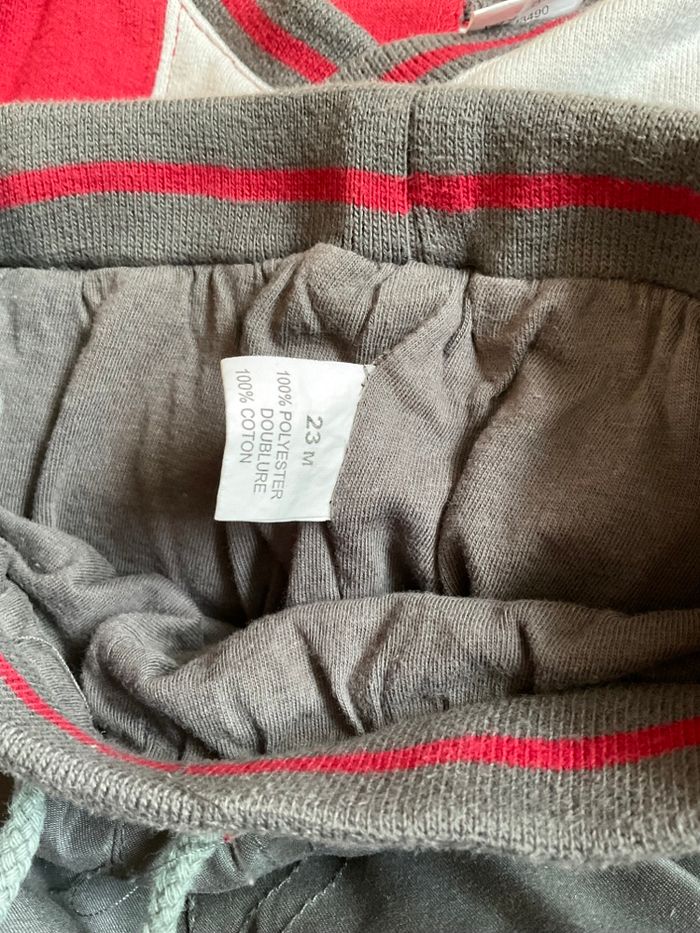 23 M
100% POLYESTER
DOUBLURE
100% COTON